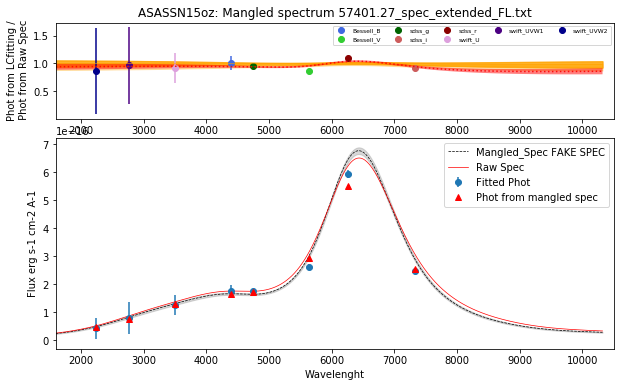 ASASSN15oz: Mangled spectrum 57401.27_spec_extended_FL.txt
Phot from LCfitting /
Phot from Raw Spec
1.5
1.0
0.5
Bessell_B
sdss_g
sdss_r
swift_UVW1
swift_UVW2
Bessell_V
sdss_i
swift_U
2000 3000 4000 5000 6000 7000 8000 9000 10000
Flux erg s-1 cm-2 A-1
7
6
5
4
3
2
1
0
Mangled_Spec FAKE SPEC
Raw Spec
Fitted Phot
Phot from mangled spec
2000 3000 4000 5000 6000 7000 8000 9000 10000
Wavelenght